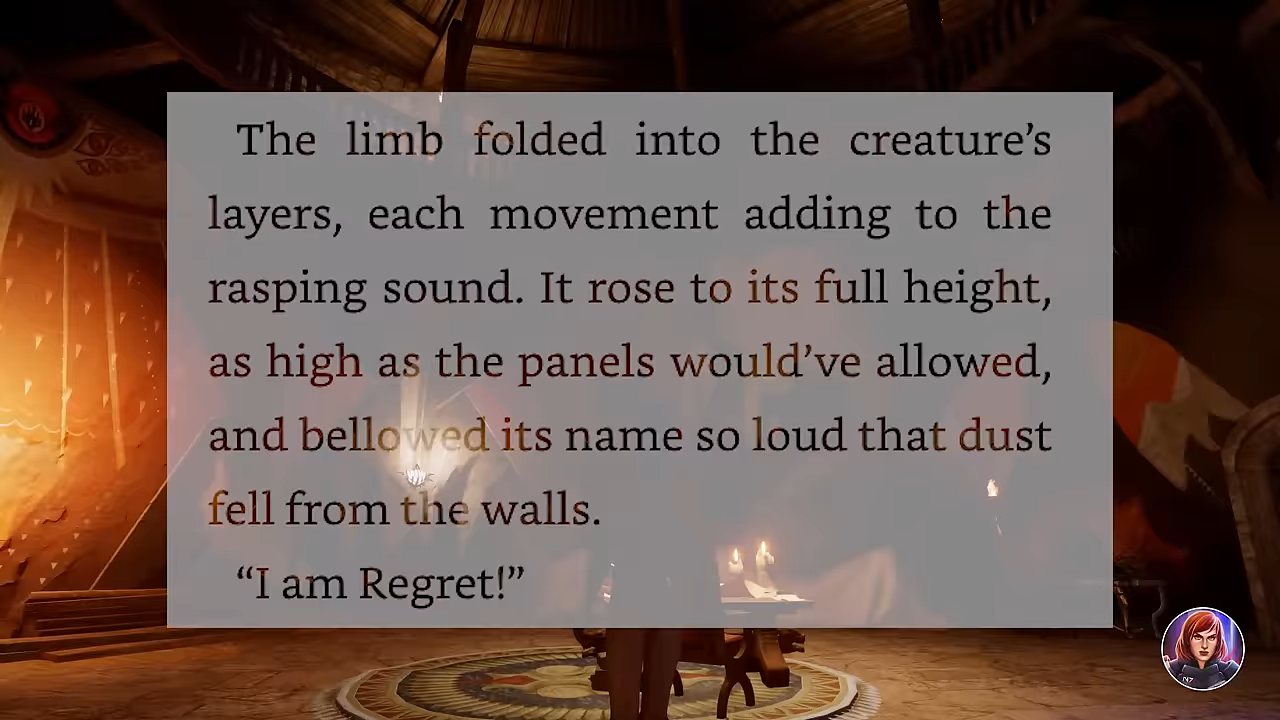 The limb folded into the creature’s
layers, each movement adding to the
rasping sound. It rose to its full height,
as high as the panels would’ve allowed,
and bellowed its name so loud that dust
fell from the walls.
“I am Regret!”
N7